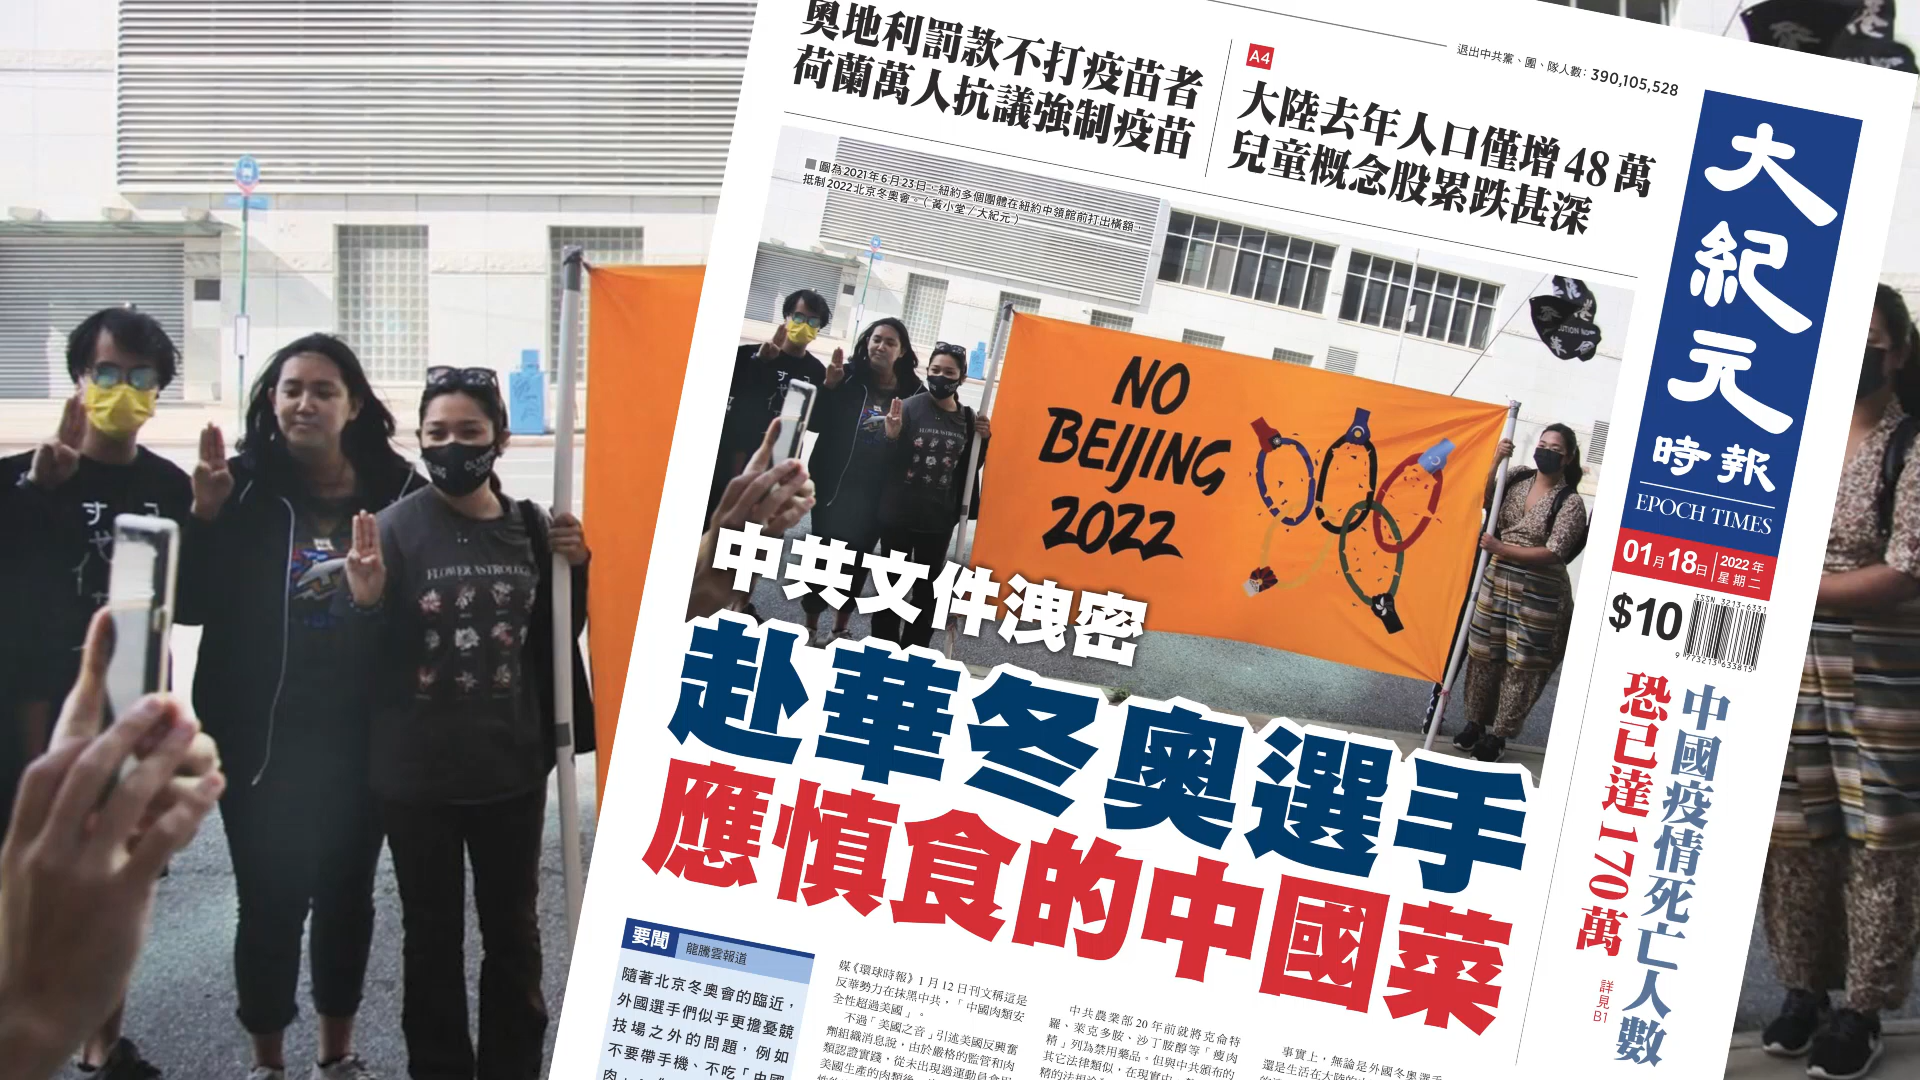 奧地利罰款不打疫苗者
荷蘭萬人抗議強制疫苗
A4
大陸去年人口僅增48萬
兒童概念股累跌甚深
退出中共黨、團、隊人數：390,105,528
大紀元
時報
EPOCH TIMES
01月18日
2022年
星期二
$10
ISSN 3213-6331
9 773213 633815
■圖為2021年6月23日，紐約多個團體在紐約中領館前打出橫額，
抵制2022北京冬奧會。（黃小堂／大紀元）
NO
BEIJING
2022
中共文件洩密
赴華冬奧選手
應慎食的中國菜
中國疫情死亡人數
恐已達170萬
詳見B1
要聞
龍騰雲報道
隨著北京冬奧會的臨近，
外國選手們似乎更擔憂競
技場之外的問題，例如
不要帶手機、不吃「中國
媒《環球時報》1月12日刊文稱這是
反華勢力在抹黑中共，「中國肉類安
全性超過美國」。
不過「美國之音」引述美國反興奮
劑組織消息說，由於嚴格的監管和肉
類認證實踐，從未出現過運動員食用
美國生產的肉類後
中共農業部20年前就將克侖特
羅、萊克多胺、沙丁胺醇等「瘦肉
精」列為禁用藥品。但與中共頒布的
其它法律類似，在現實中
事實上，無論是外國冬奧選手
還是生活在大陸的
FLOWER ASTROLOGY